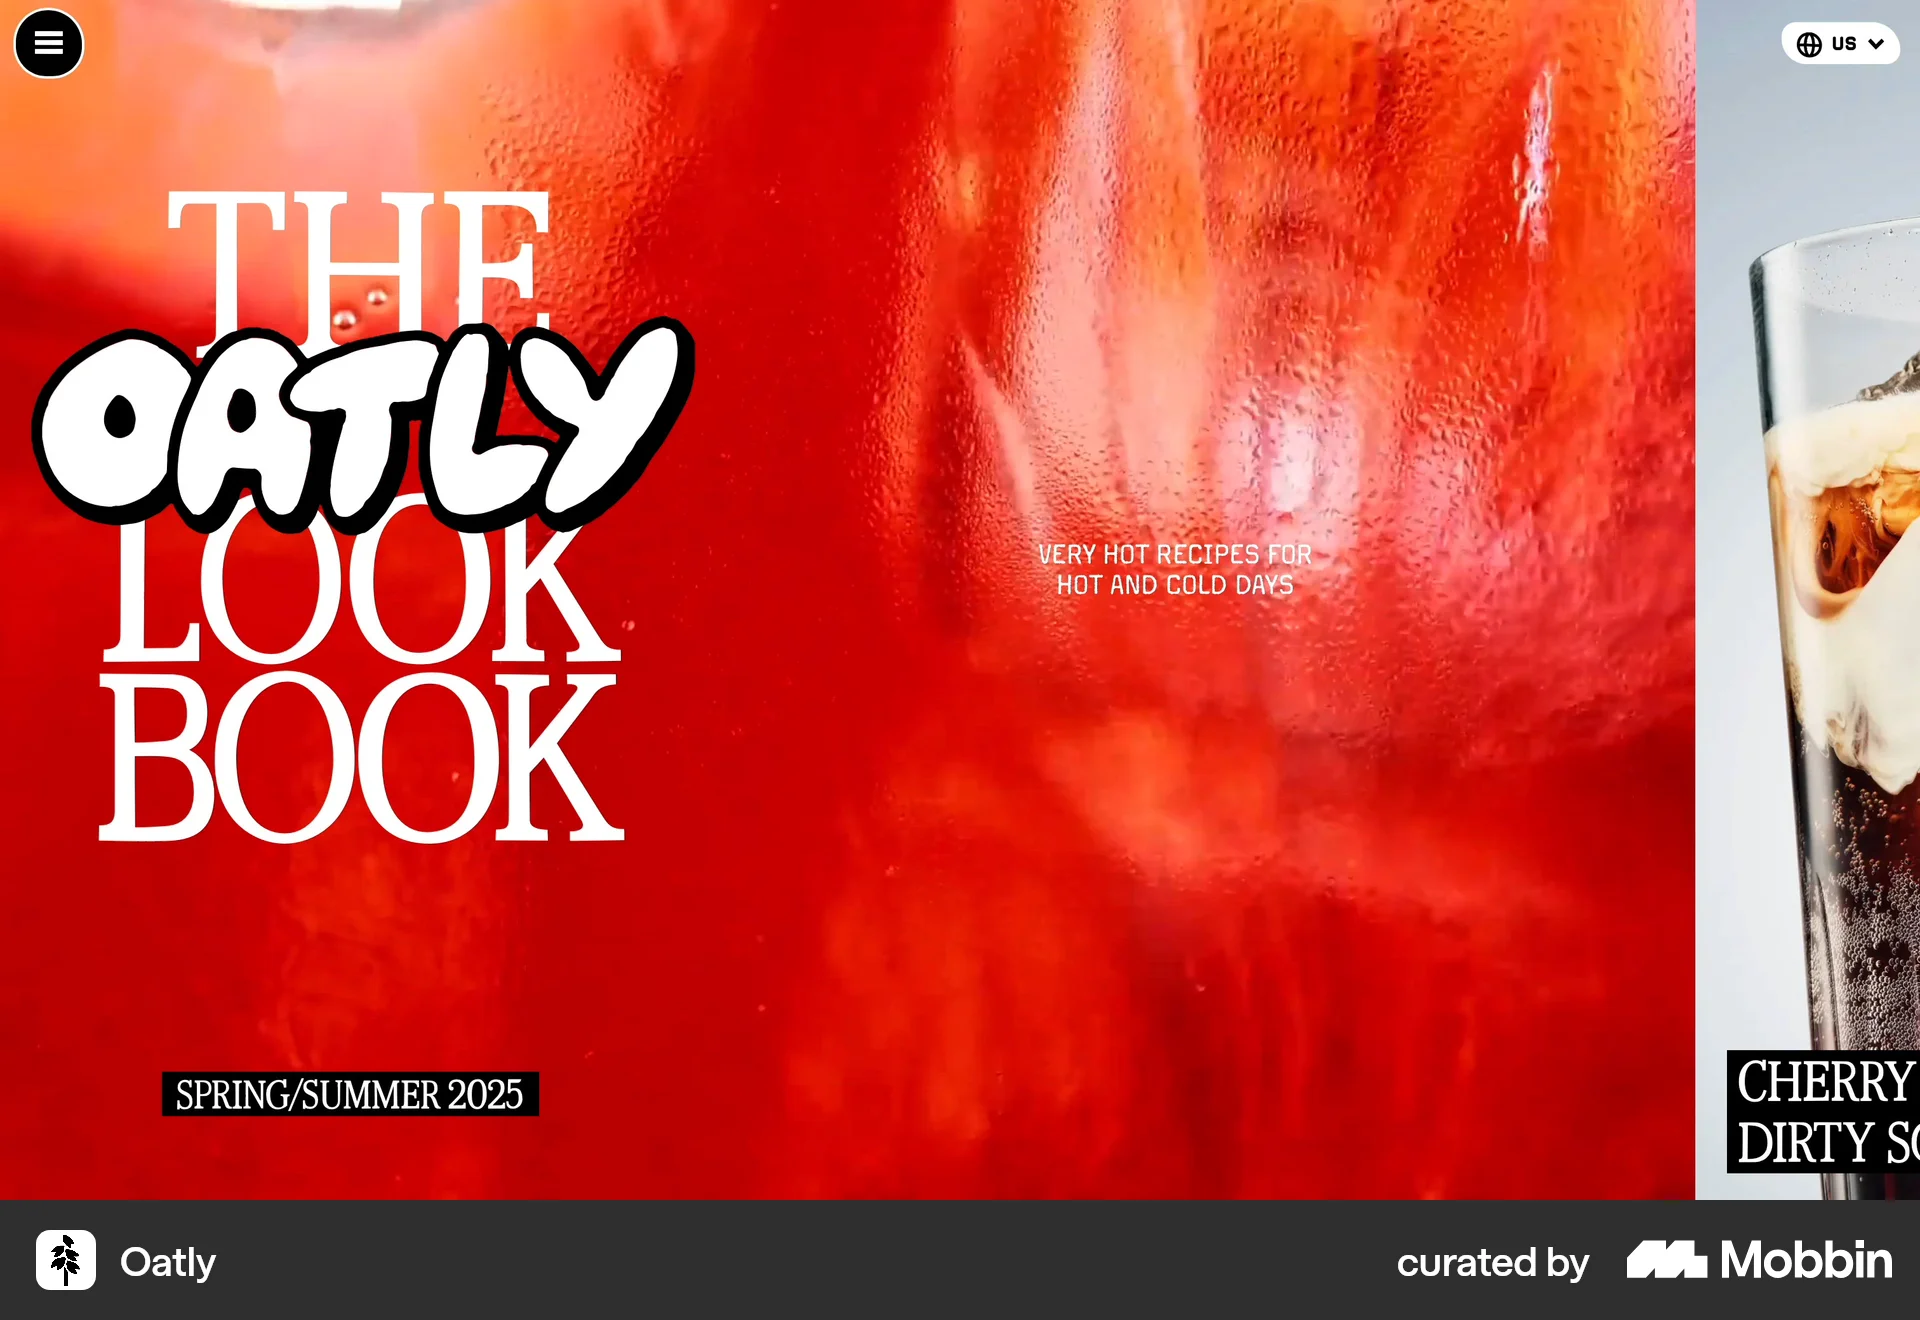 US
THE
OATLY
LOOK
BOOK
VERY HOT RECIPES FOR
HOT AND COLD DAYS
SPRING/SUMMER 2025
CHERRY
DIRTY
Oatly
curated by Mobbin